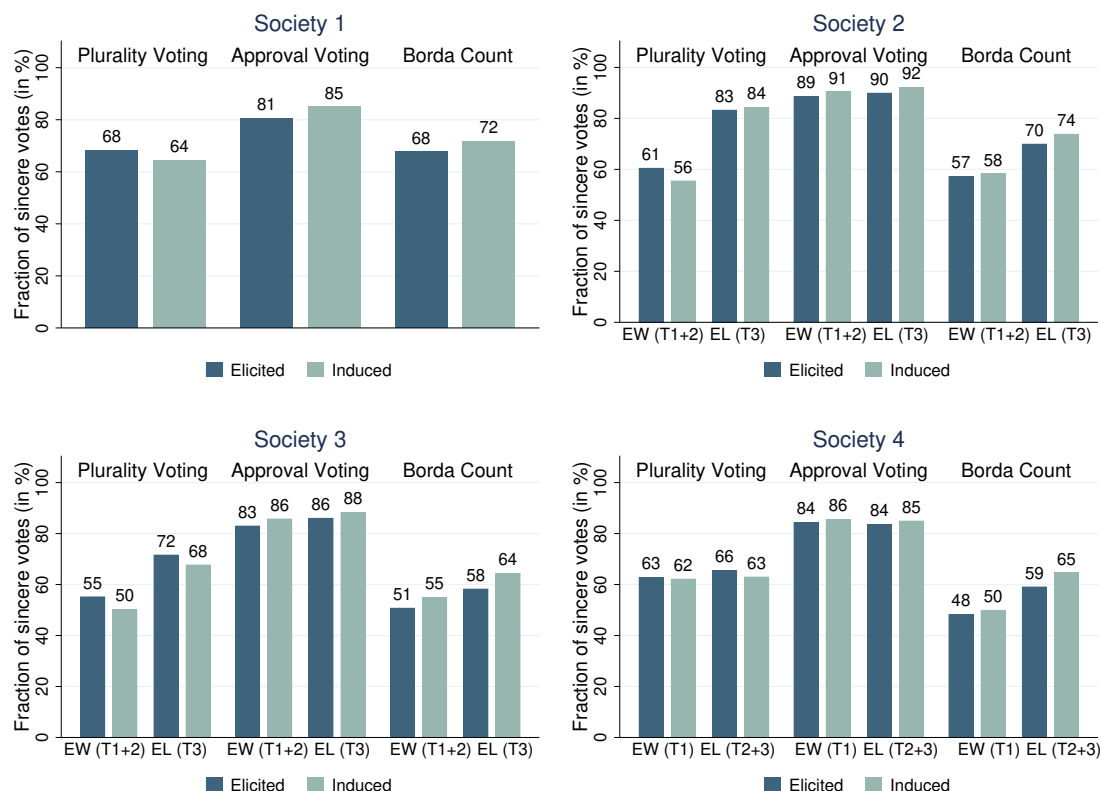 Society 1
Plurality Voting Approval Voting Borda Count
Fraction of sincere votes (in %)
0 20 40 60 80 100
68 64 81 85 68 72
Elicited Induced
Society 2
Plurality Voting Approval Voting Borda Count
Fraction of sincere votes (in %)
0 20 40 60 80 100
61 56 83 84 89 91 90 92 57 58 70 74
EW (T1+2) EL (T3) EW (T1+2) EL (T3) EW (T1+2) EL (T3)
Elicited Induced
Society 3
Plurality Voting Approval Voting Borda Count
Fraction of sincere votes (in %)
0 20 40 60 80 100
55 50 72 68 83 86 86 88 51 55 58 64
EW (T1+2) EL (T3) EW (T1+2) EL (T3) EW (T1+2) EL (T3)
Elicited Induced
Society 4
Plurality Voting Approval Voting Borda Count
Fraction of sincere votes (in %)
0 20 40 60 80 100
63 62 66 63 84 86 84 85 48 50 59 65
EW (T1) EL (T2+3) EW (T1) EL (T2+3) EW (T1) EL (T2+3)
Elicited Induced